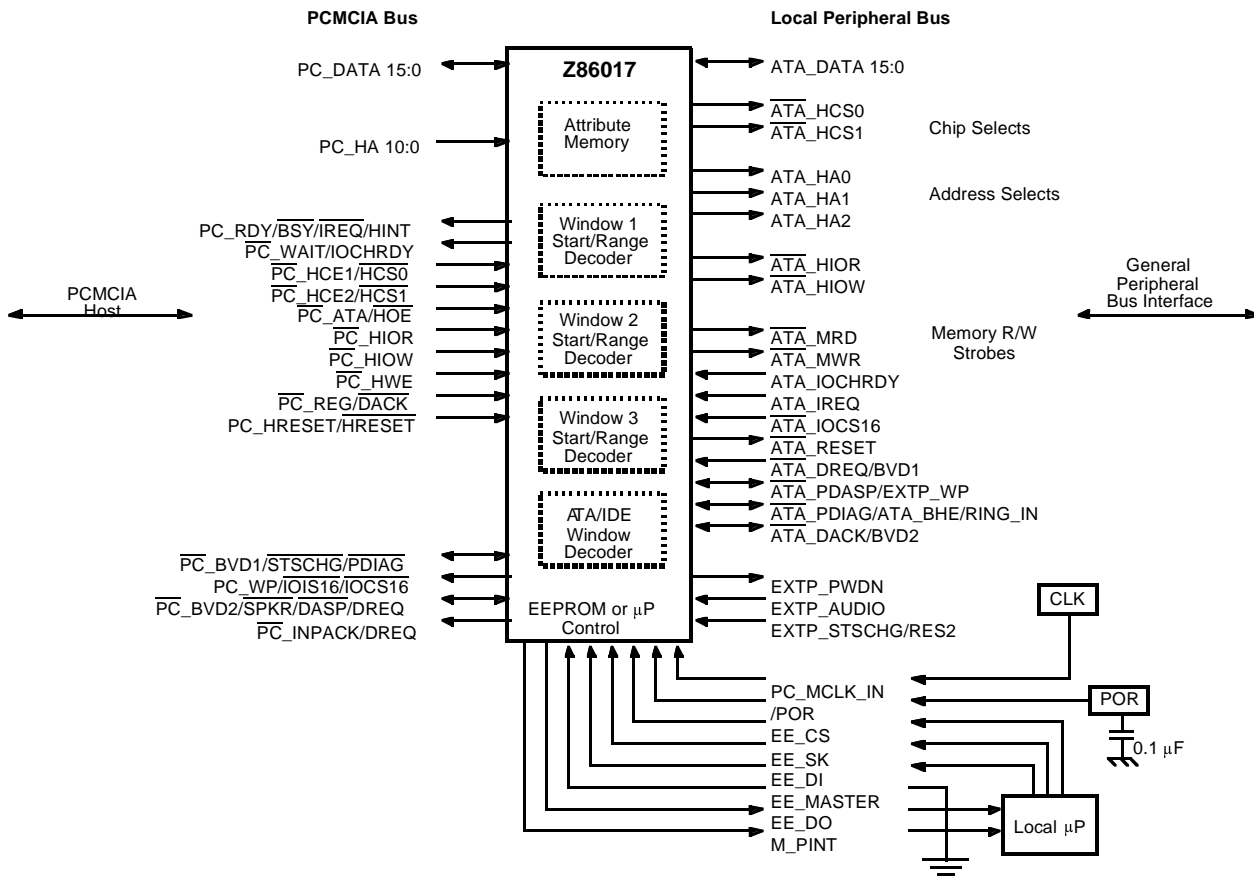 PCMCIA Bus
Local Peripheral Bus
Z86017
PC_DATA 15:0
PC_HA 10:0
PC_RDY/BSY/IREQ/HINT
PC_WAIT/IOCHRDY
PC_HCE1/HCS0
PC_HCE2/HCS1
PC_ATA/HOE
PC_HIOR
PC_HIOW
PC_HWE
PC_REG/DACK
PC_HRESET/HRESET
PC_BVD1/STSCHG/PDIAG
PC_WP/IOIS16/IOCS16
PC_BVD2/SPKR/DASP/DREQ
PC_INPACK/DREQ
PCMCIA
Host
Attribute
Memory
Window 1
Start/Range
Decoder
Window 2
Start/Range
Decoder
Window 3
Start/Range
Decoder
ATA/IDE
Window
Decoder
EEPROM or μP
Control
ATA_DATA 15:0
ATA_HCS0
ATA_HCS1
Chip Selects
ATA_HA0
ATA_HA1
ATA_HA2
Address Selects
ATA_HIOR
ATA_HIOW
General
Peripheral
Bus Interface
ATA_MRD
ATA_MWR
Memory R/W
Strobes
ATA_IOCHRDY
ATA_IREQ
ATA_IOCS16
ATA_RESET
ATA_DREQ/BVD1
ATA_PDASP/EXTP_WP
ATA_PDIAG/ATA_BHE/RING_IN
ATA_DACK/BVD2
EXTP_PWDN
EXTP_AUDIO
EXTP_STSCHG/RES2
CLK
PC_MCLK_IN
/POR
EE_CS
EE_SK
EE_DI
EE_MASTER
EE_DO
M_PINT
POR
0.1 μF
Local μP